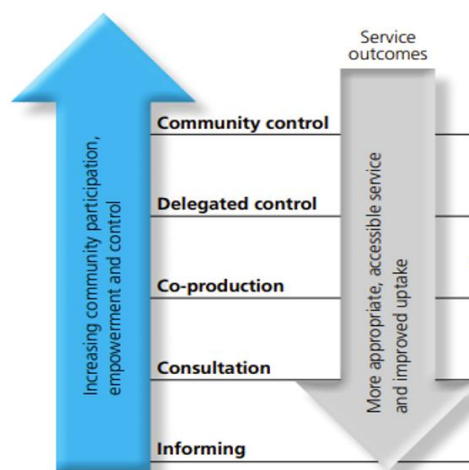 Service
outcomes
Community control
Delegated control
Co-production
Consultation
Informing
Increasing community participation,
empowerment and control
More appropriate, accessible service
and improved uptake